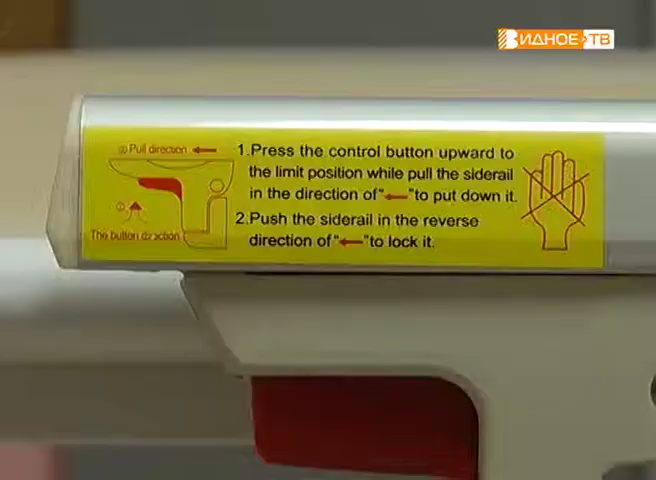 ВИДНОЕ ТВ
② Pull direction
①
The button direction
1.Press the control button upward to
the limit position while pull the siderail
in the direction of "←" to put down it.
2.Push the siderail in the reverse
direction of "←" to lock it.